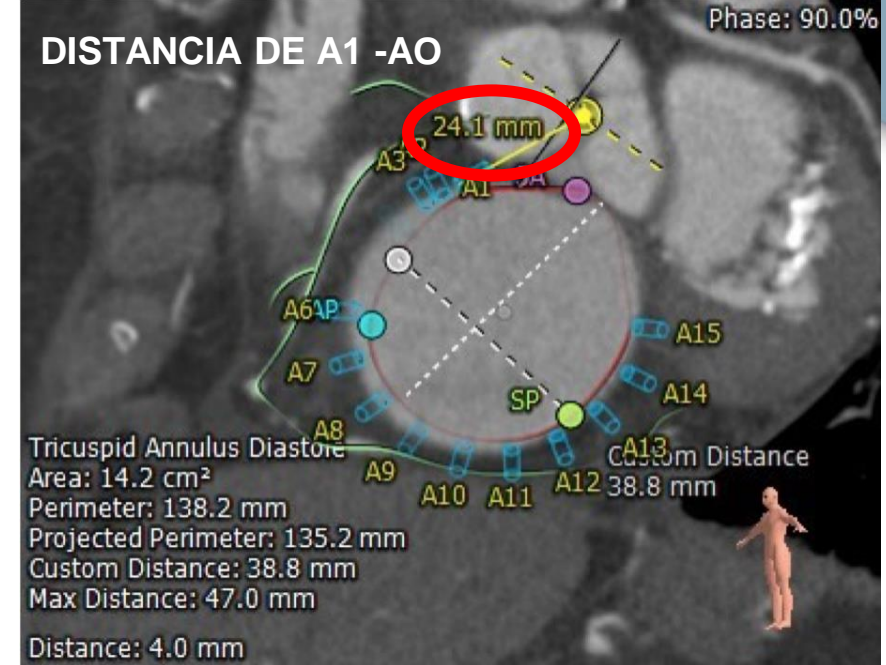 Phase: 90.0%
DISTANCIA DE A1 -AO
24.1 mm
A3
A1
A6
AP
A15
A7
A14
SP
A8
A13
A9
A10
A11
A12
Custom Distance
38.8 mm
Tricuspid Annulus Diastole
Area: 14.2 cm²
Perimeter: 138.2 mm
Projected Perimeter: 135.2 mm
Custom Distance: 38.8 mm
Max Distance: 47.0 mm
Distance: 4.0 mm